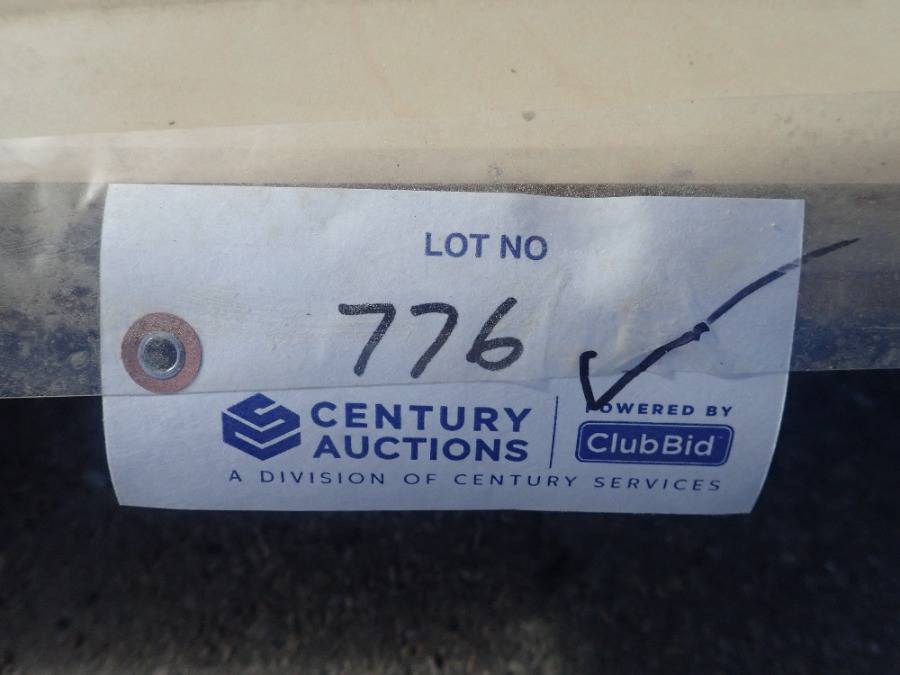 LOT NO
776
CENTURY
AUCTIONS
POWERED BY
ClubBid
A DIVISION OF CENTURY SERVICES